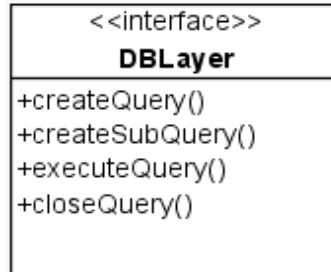 <<interface>>
DBLayer
+createQuery()
+createSubQuery()
+executeQuery()
+closeQuery()